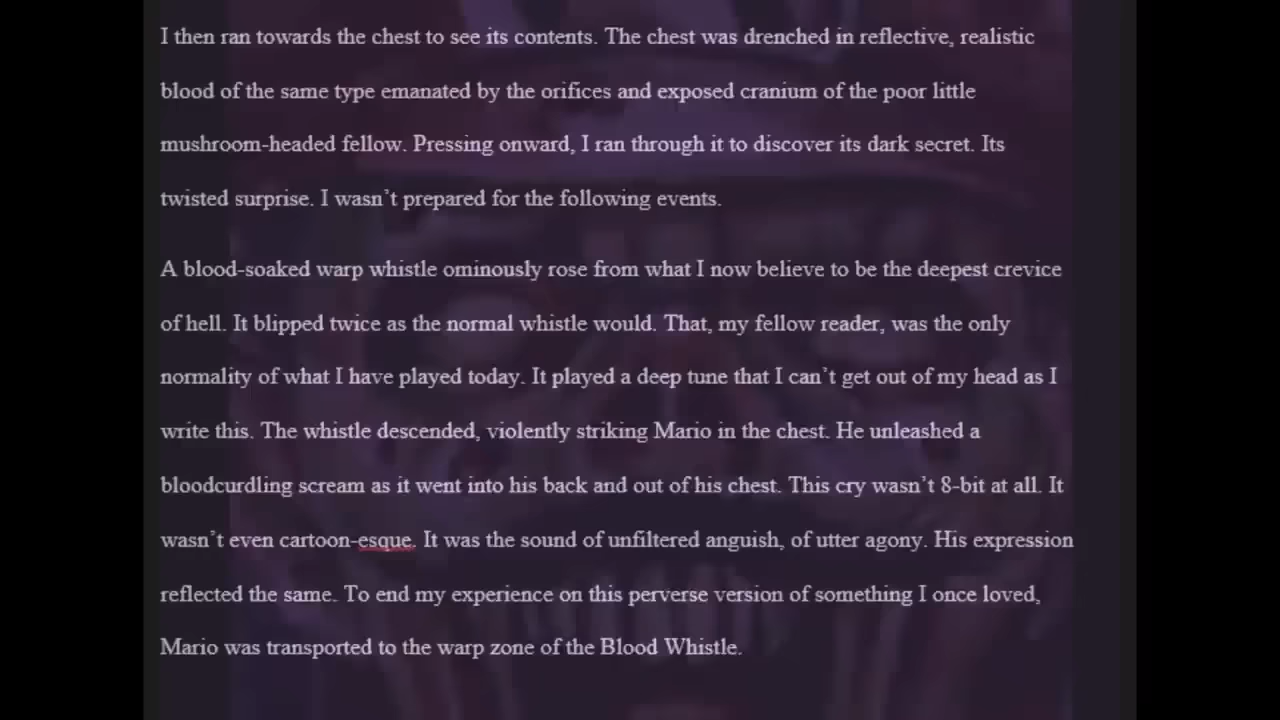 I then ran towards the chest to see its contents. The chest was drenched in reflective, realistic
blood of the same type emanated by the orifices and exposed cranium of the poor little
mushroom-headed fellow. Pressing onward, I ran through it to discover its dark secret. Its
twisted surprise. I wasn’t prepared for the following events.
A blood-soaked warp whistle ominously rose from what I now believe to be the deepest crevice
of hell. It blipped twice as the normal whistle would. That, my fellow reader, was the only
normality of what I have played today. It played a deep tune that I can’t get out of my head as I
write this. The whistle descended, violently striking Mario in the chest. He unleashed a
bloodcurdling scream as it went into his back and out of his chest. This cry wasn’t 8-bit at all. It
wasn’t even cartoon-esque. It was the sound of unfiltered anguish, of utter agony. His expression
reflected the same. To end my experience on this perverse version of something I once loved,
Mario was transported to the warp zone of the Blood Whistle.